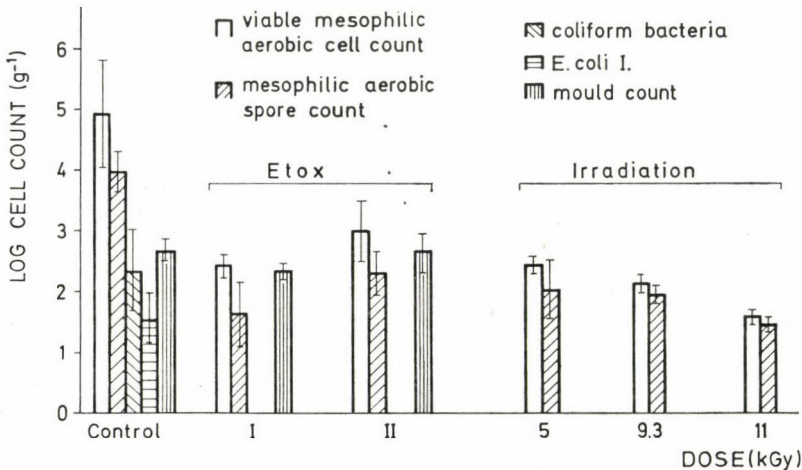 viable mesophilic
aerobic cell count
mesophilic aerobic
spore count
coliform bacteria
E. coli I.
mould count
LOG CELL COUNT (g⁻¹)
6
5
4
3
2
1
0
Etox
Irradiation
Control
I
II
5
9.3
11
DOSE (kGy)